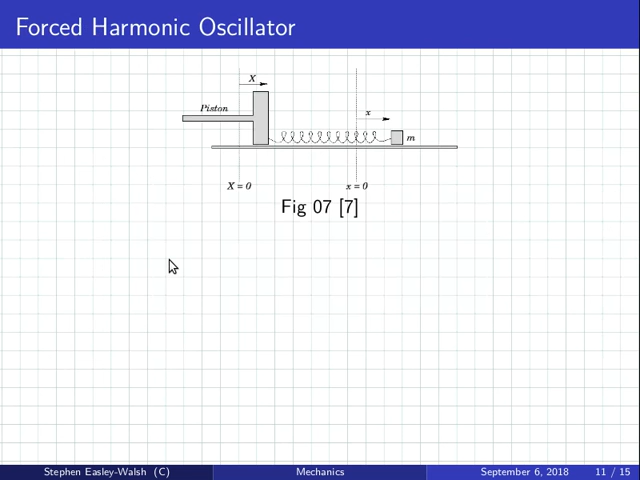 Forced Harmonic Oscillator
X
Piston
x
m
X = 0
x = 0
Fig 07 [7]
Stephen Easley-Walsh (C)
Mechanics
September 6, 2018
11 / 15